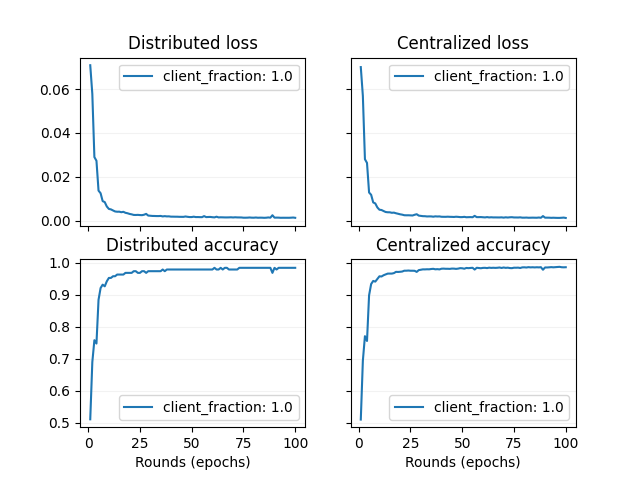 Distributed loss
Centralized loss
client_fraction: 1.0
client_fraction: 1.0
0.06
0.04
0.02
0.00
Distributed accuracy
Centralized accuracy
1.0
0.9
0.8
0.7
0.6
0.5
client_fraction: 1.0
client_fraction: 1.0
0 25 50 75 100
0 25 50 75 100
Rounds (epochs)
Rounds (epochs)